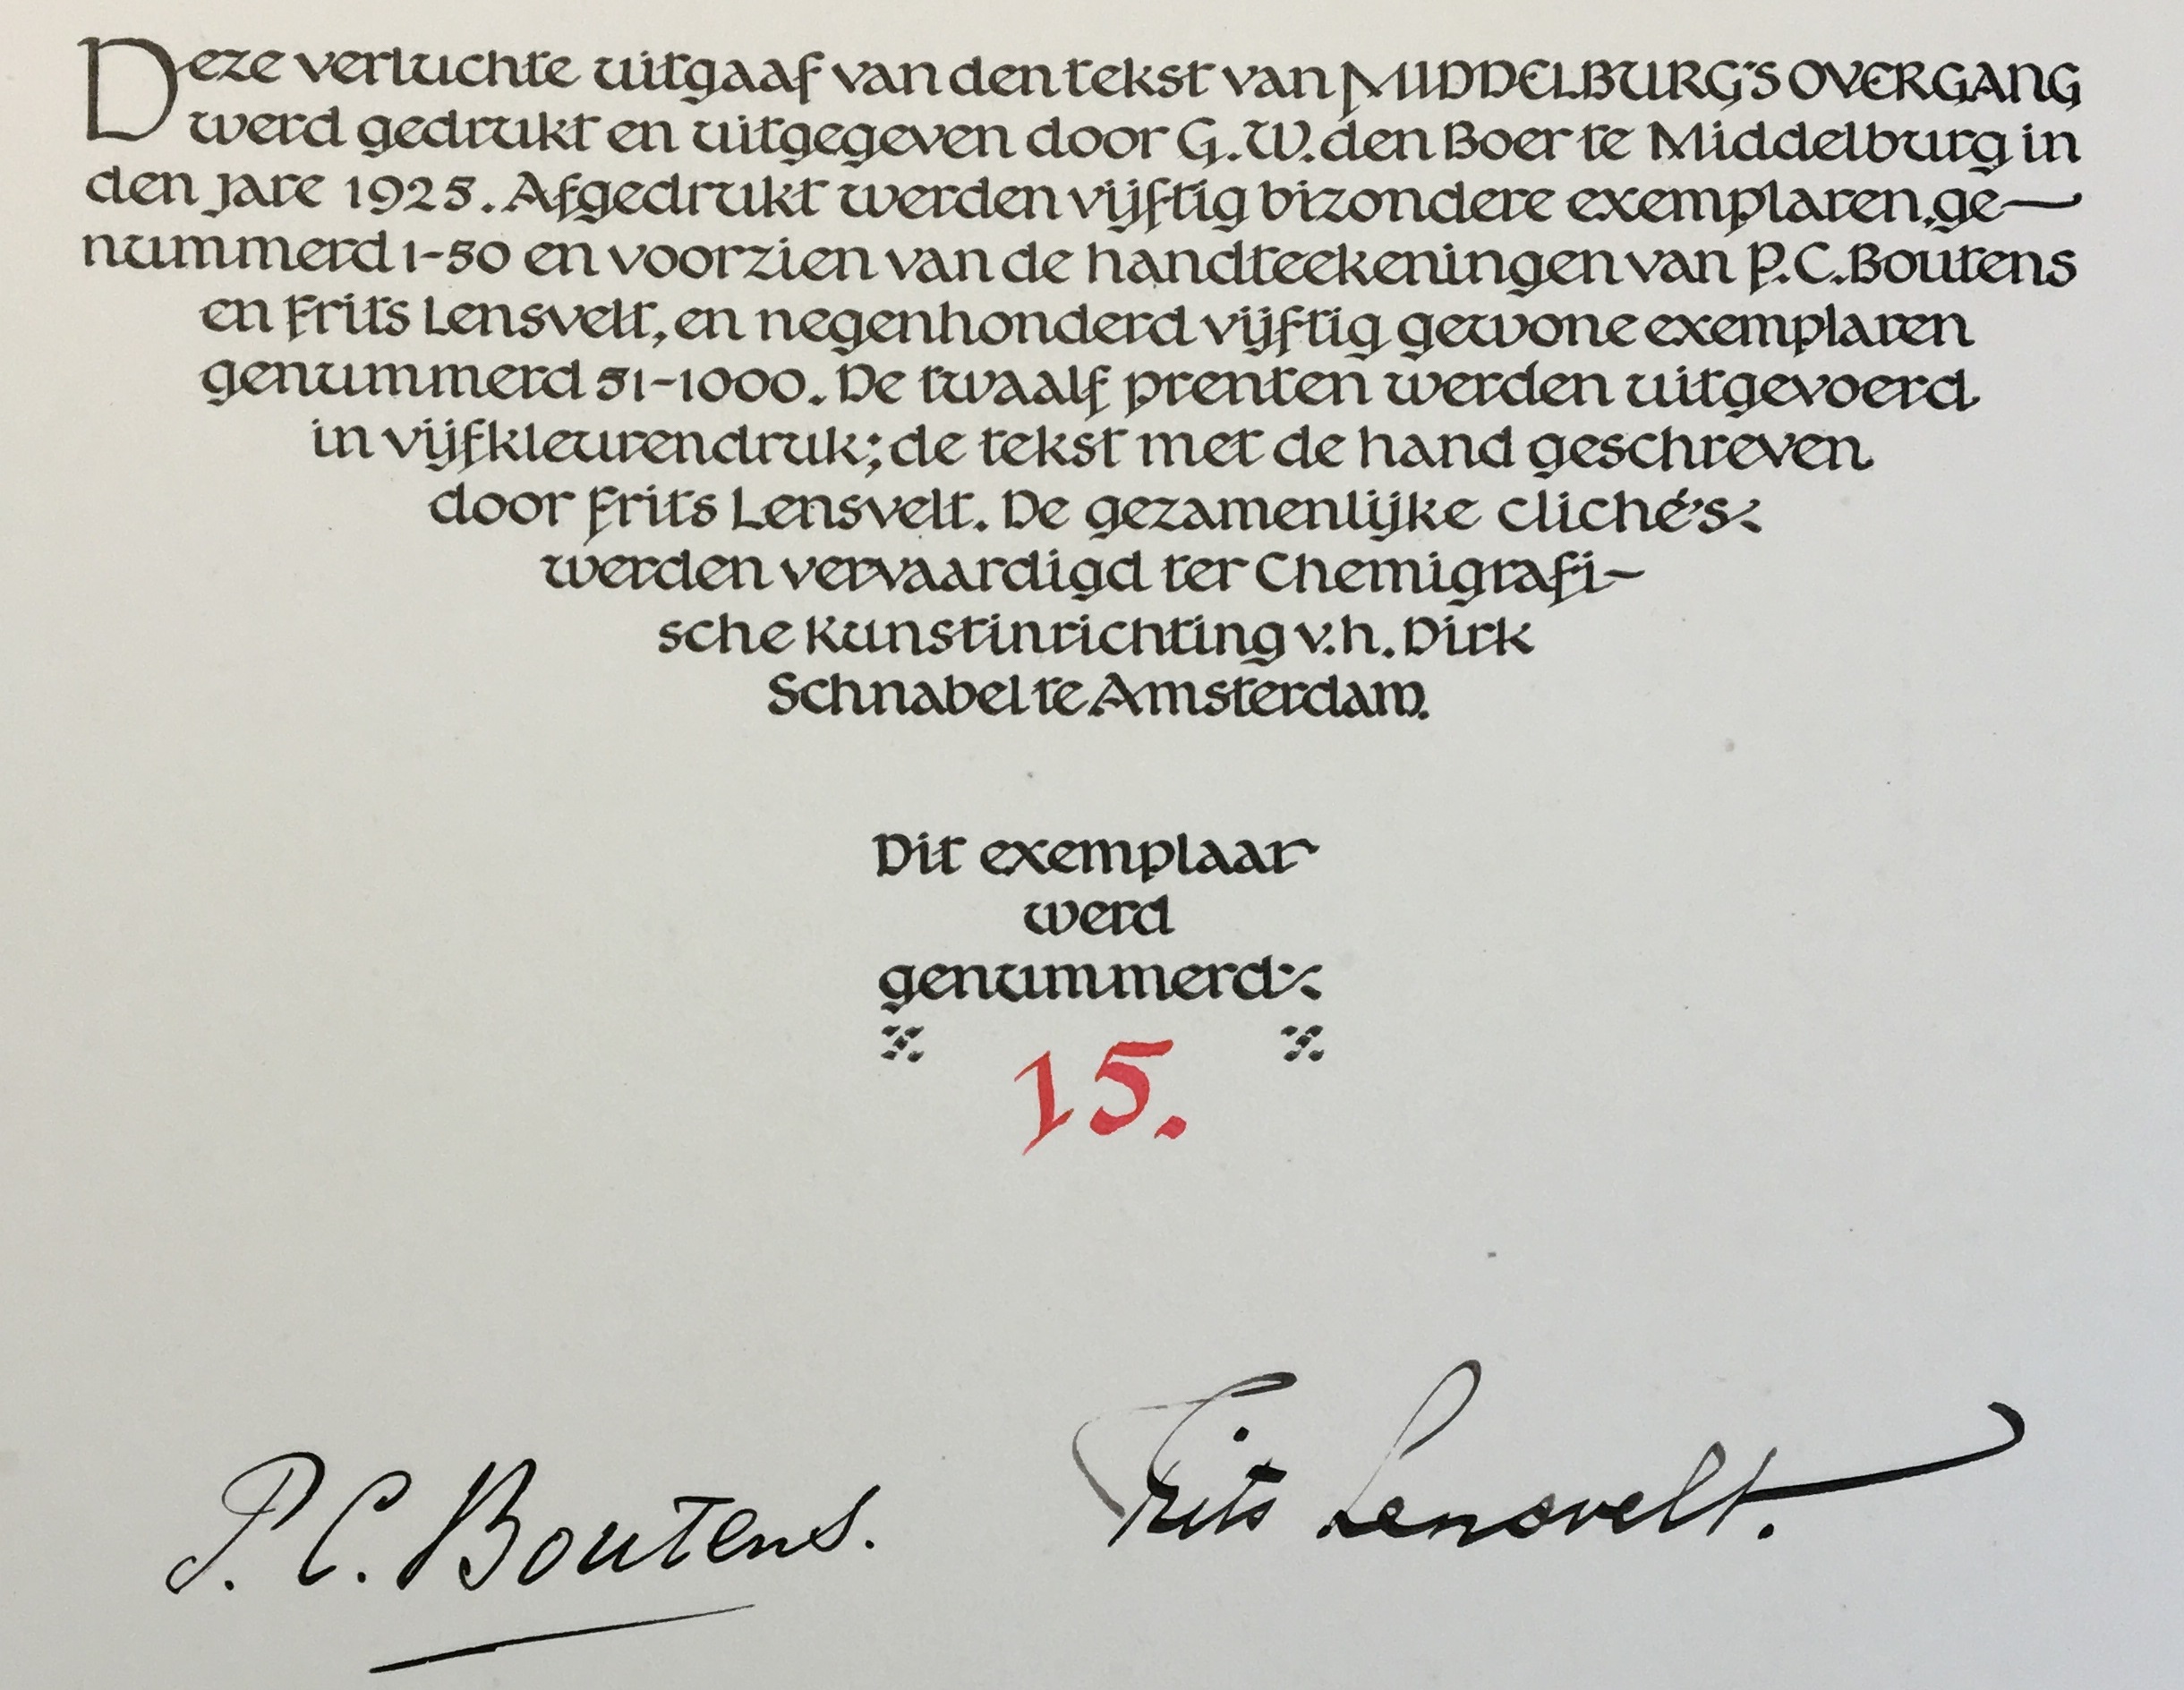 Deze verluchte uitgaaf van den tekst van MIDDELBURG'S OVERGANG
werd gedrukt en uitgegeven door G.W. den Boer te Middelburg in
den jare 1925. Afgedrukt werden vijftig bizondere exemplaren, ge-
nummerd 1-50 en voorzien van de handteekeningen van P.C. Boutens
en Frits Lensvelt, en negenhonderd vijftig gewone exemplaren
genummerd 51-1000. De twaalf prenten werden uitgevoerd
in vijfkleurendruk; de tekst met de hand geschreven
door Frits Lensvelt. De gezamenlijke cliché's
werden vervaardigd ter Chemigrafi-
sche Kunstinrichting v.h. Dirk
Schnabel te Amsterdam.
Dit exemplaar
werd
genummerd:
15.
P. C. Boutens. Frits Lensvelt.